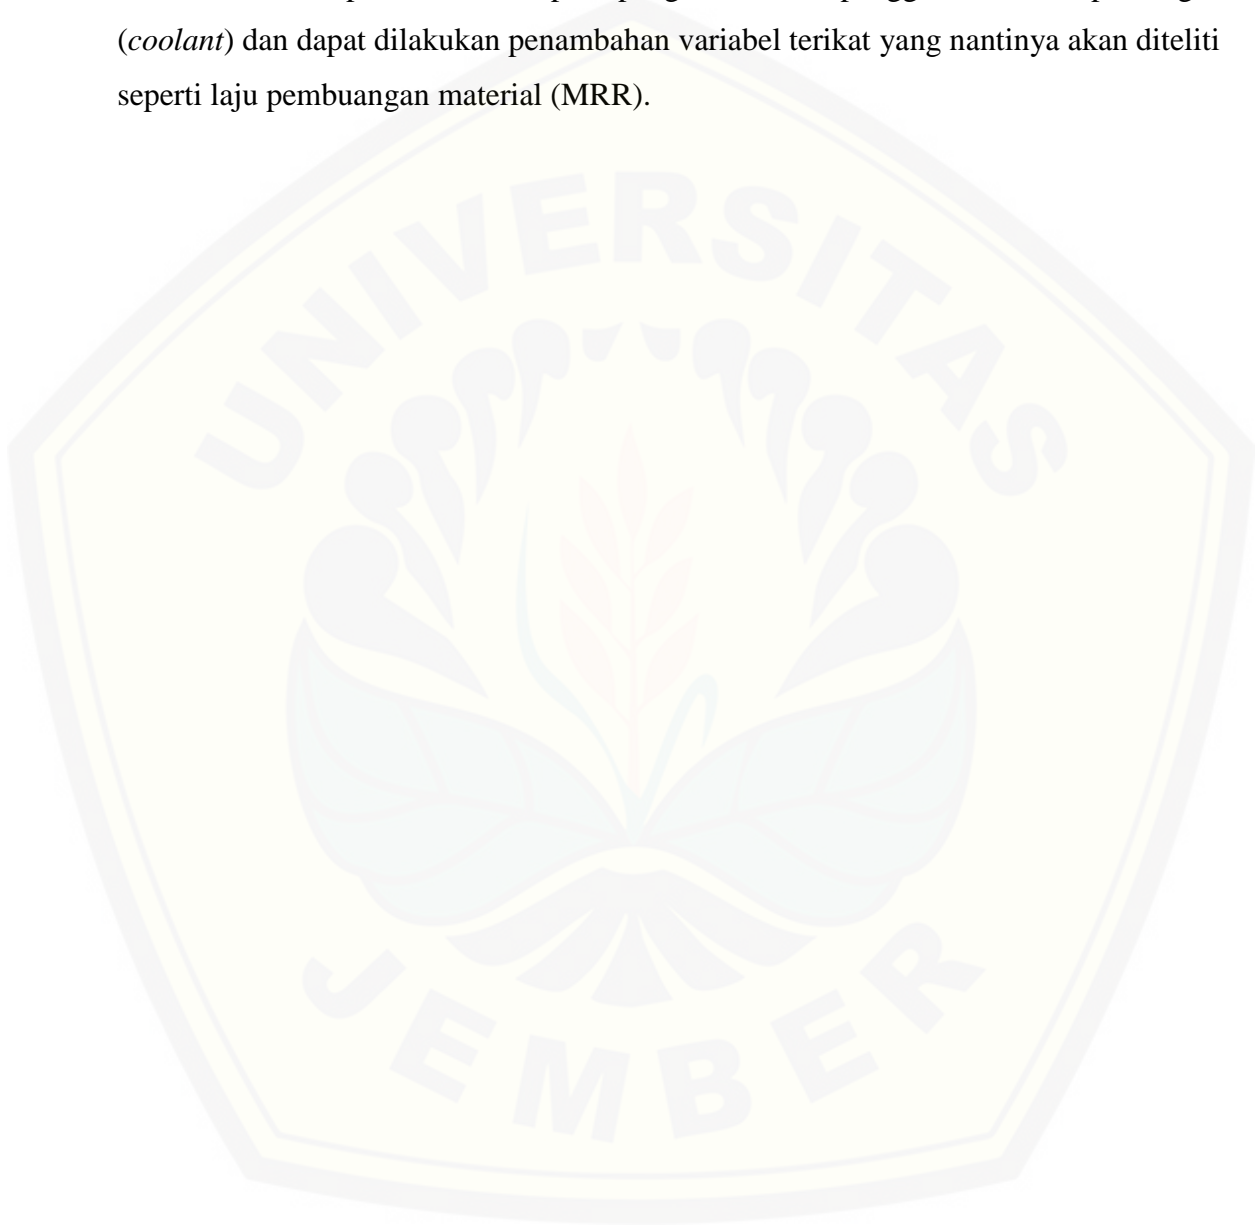 (coolant) dan dapat dilakukan penambahan variabel terikat yang nantinya akan diteliti
seperti laju pembuangan material (MRR).
UNIVERSITAS
JEMBER